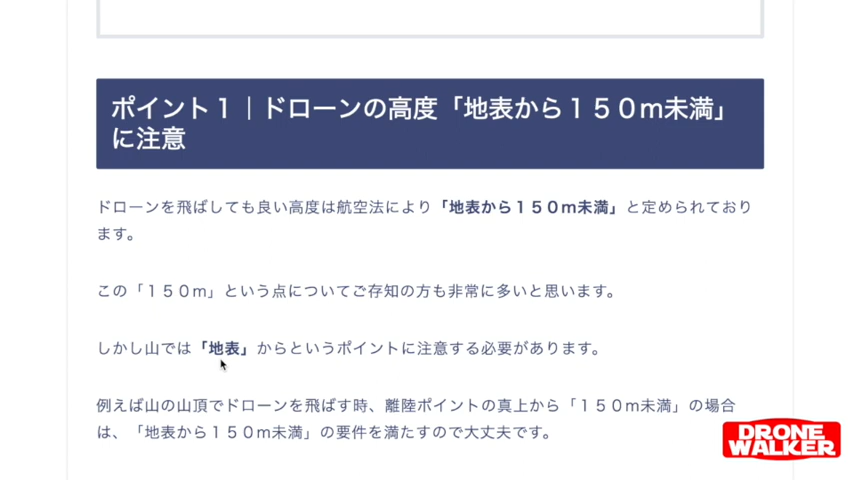 ポイント１｜ドローンの高度「地表から１５０m未満」
に注意
ドローンを飛ばしても良い高度は航空法により「地表から１５０m未満」と定められており
ます。
この「１５０m」という点についてご存知の方も非常に多いと思います。
しかし山では「地表」からというポイントに注意する必要があります。
例えば山の山頂でドローンを飛ばす時、離陸ポイントの真上から「１５０m未満」の場合
は、「地表から１５０m未満」の要件を満たすので大丈夫です。
DRONE
WALKER